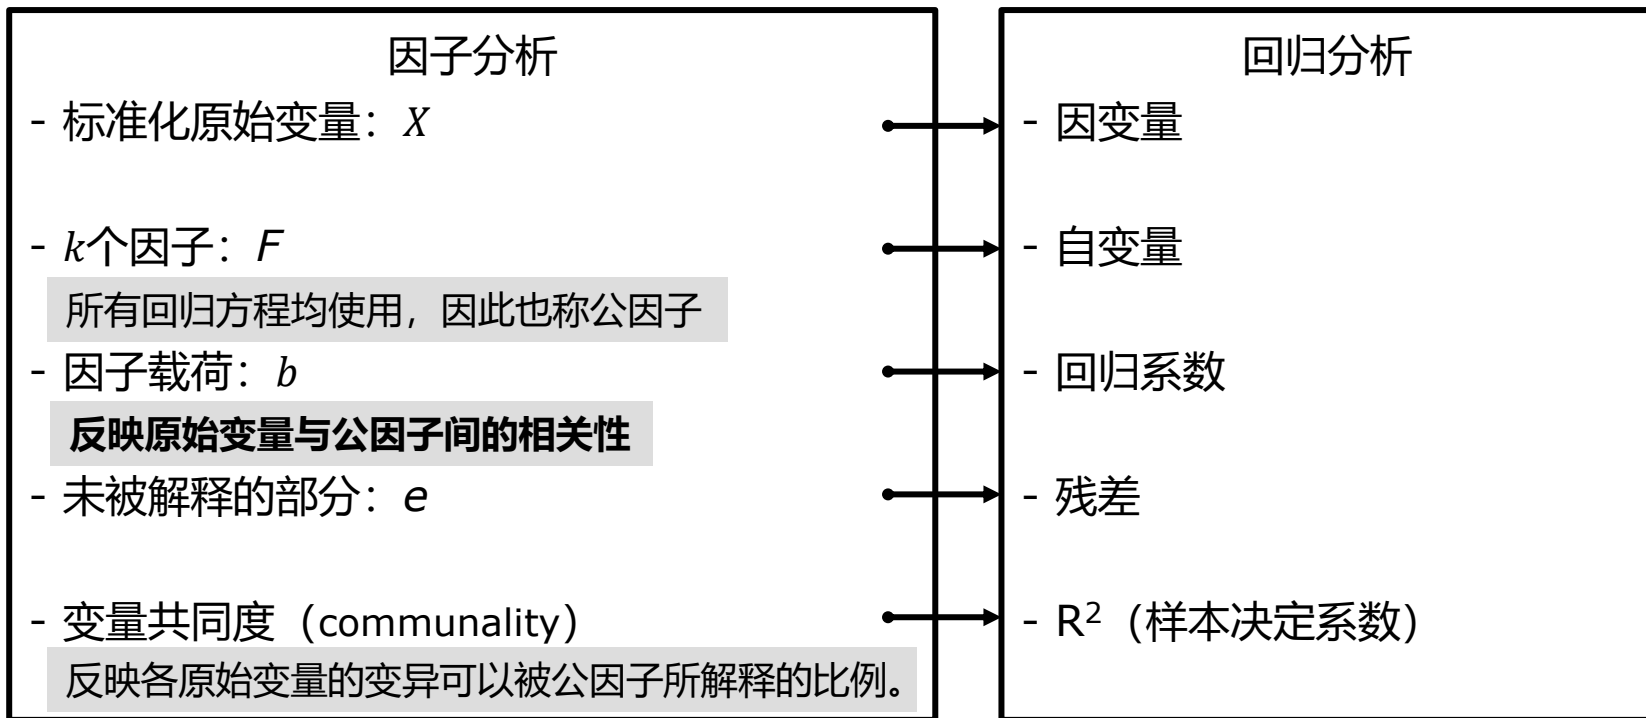 因子分析
- 标准化原始变量：X
- k个因子：F
所有回归方程均使用，因此也称公因子
- 因子载荷：b
反映原始变量与公因子间的相关性
- 未被解释的部分：e
- 变量共同度（communality）
反映各原始变量的变异可以被公因子所解释的比例。
回归分析
- 因变量
- 自变量
- 回归系数
- 残差
- R²（样本决定系数）